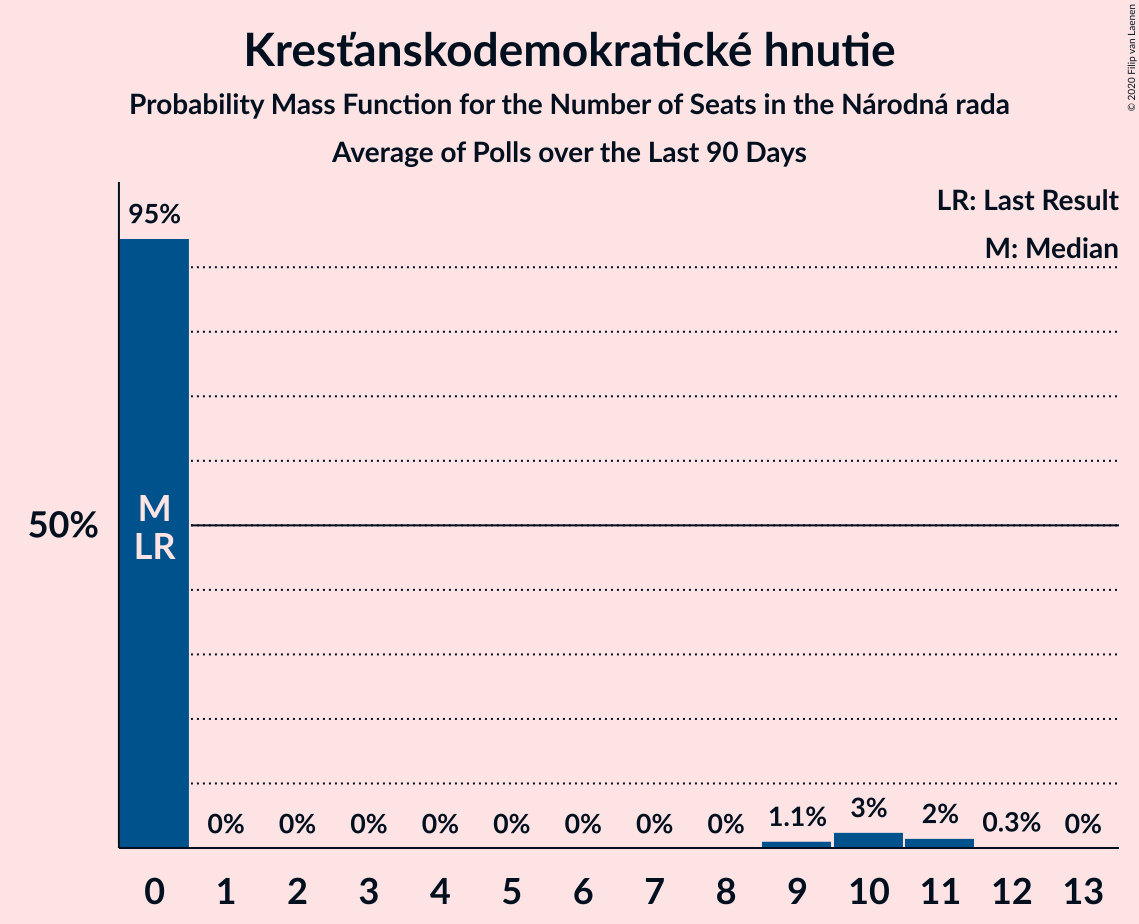 Kresťanskodemokratické hnutie
Probability Mass Function for the Number of Seats in the Národná rada
Average of Polls over the Last 90 Days
© 2020 Filip van Laenen
LR: Last Result
M: Median
95%
50%
M
LR
0% 0% 0% 0% 0% 0% 0% 0% 1.1% 3% 2% 0.3% 0%
0 1 2 3 4 5 6 7 8 9 10 11 12 13